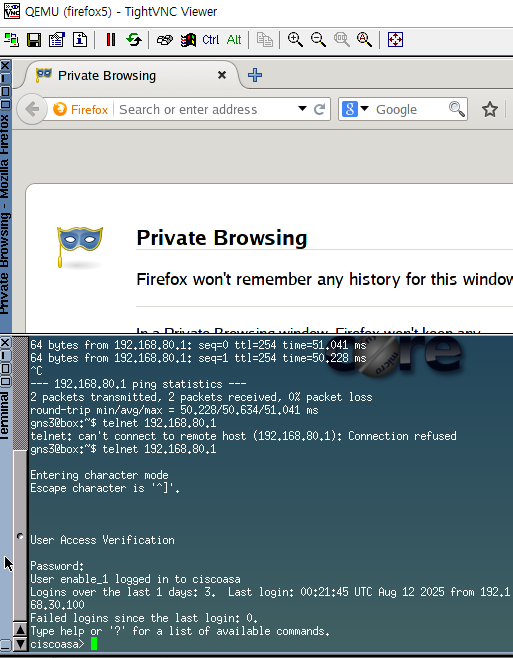 QEMU (firefox5) - TightVNC Viewer
Ctrl Alt
Private Browsing - Mozilla Firefox
Private Browsing
Firefox Search or enter address
Google
Private Browsing
Firefox won't remember any history for this window
In a Private Browsing window, Firefox won't keep any
Terminal
64 bytes from 192.168.80.1: seq=0 ttl=254 time=51.041 ms
64 bytes from 192.168.80.1: seq=1 ttl=254 time=50.228 ms
^C
--- 192.168.80.1 ping statistics ---
2 packets transmitted, 2 packets received, 0% packet loss
round-trip min/avg/max = 50.228/50.634/51.041 ms
gns3@box:~$ telnet 192.168.80.1
telnet: can't connect to remote host (192.168.80.1): Connection refused
gns3@box:~$ telnet 192.168.80.1
Entering character mode
Escape character is '^]'.
User Access Verification
Password:
User enable_1 logged in to ciscoasa
Logins over the last 1 days: 3.  Last login: 00:21:45 UTC Aug 12 2025 from 192.1
68.30.100
Failed logins since the last login: 0.
Type help or '?' for a list of available commands.
ciscoasa>